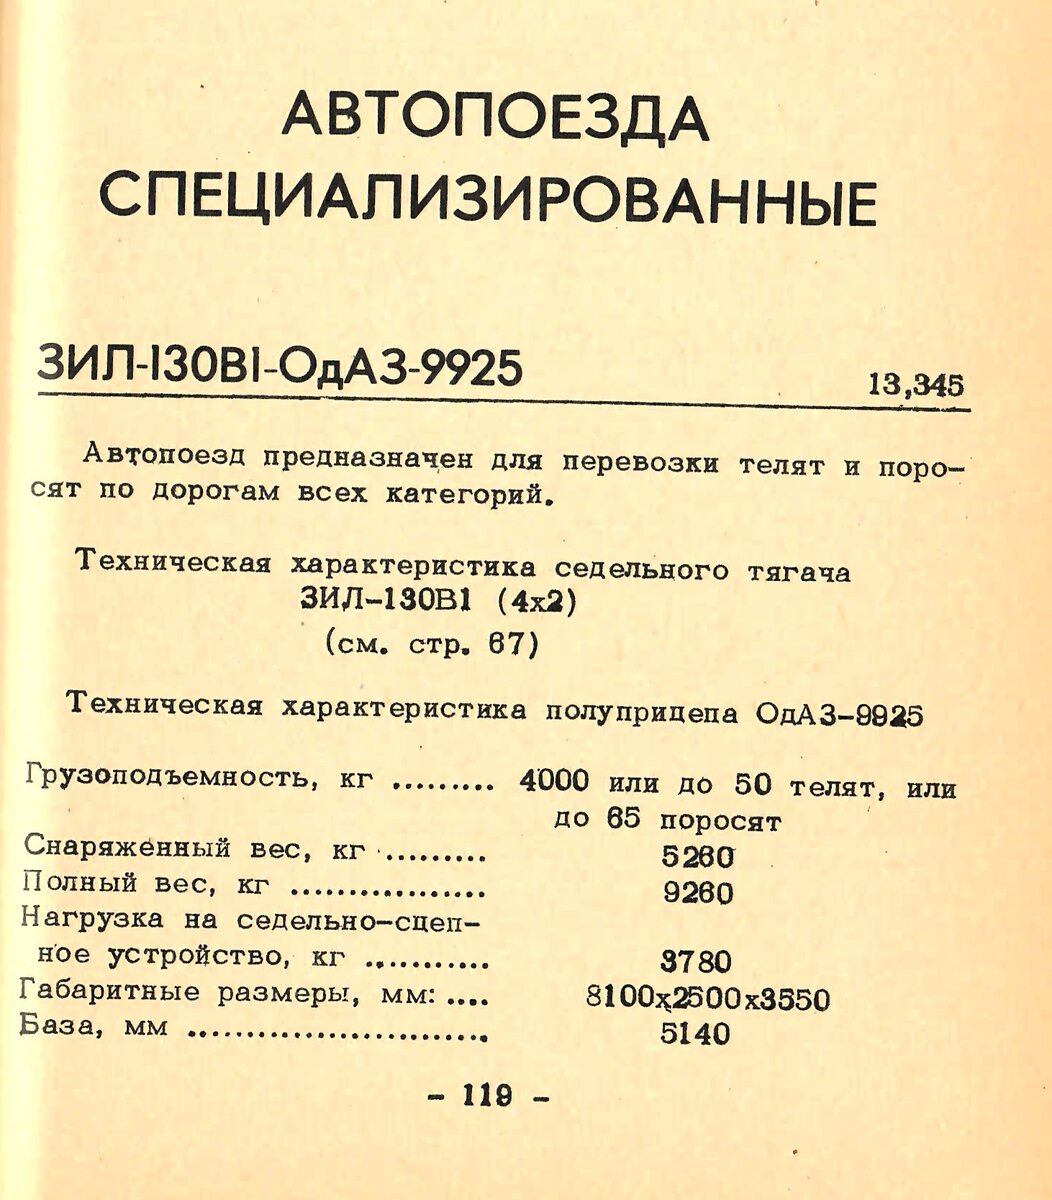 АВТОПОЕЗДА
СПЕЦИАЛИЗИРОВАННЫЕ
ЗИЛ-130В1-ОдАЗ-9925
13,345
Автопоезд предназначен для перевозки телят и поро-
сят по дорогам всех категорий.
Техническая характеристика седельного тягача
ЗИЛ-130В1 (4х2)
(см. стр. 67)
Техническая характеристика полуприцепа ОдАЗ-9925
Грузоподъемность, кг ......... 4000 или до 50 телят, или
до 65 поросят
Снаряженный вес, кг ......... 5260
Полный вес, кг ................. 9260
Нагрузка на седельно-сцеп-
ное устройство, кг ........... 3780
Габаритные размеры, мм: .... 8100х2500х3550
База, мм .......................... 5140
- 119 -